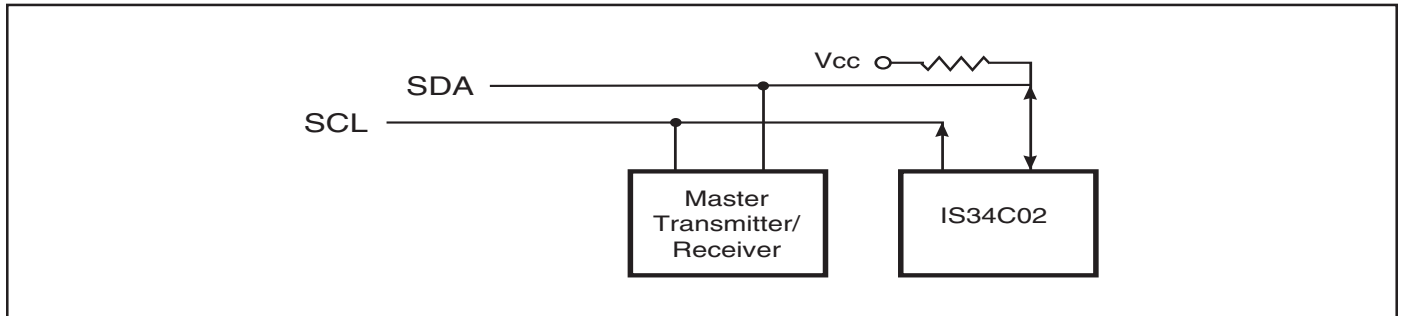 Vcc
SDA
SCL
Master
Transmitter/
Receiver
IS34C02